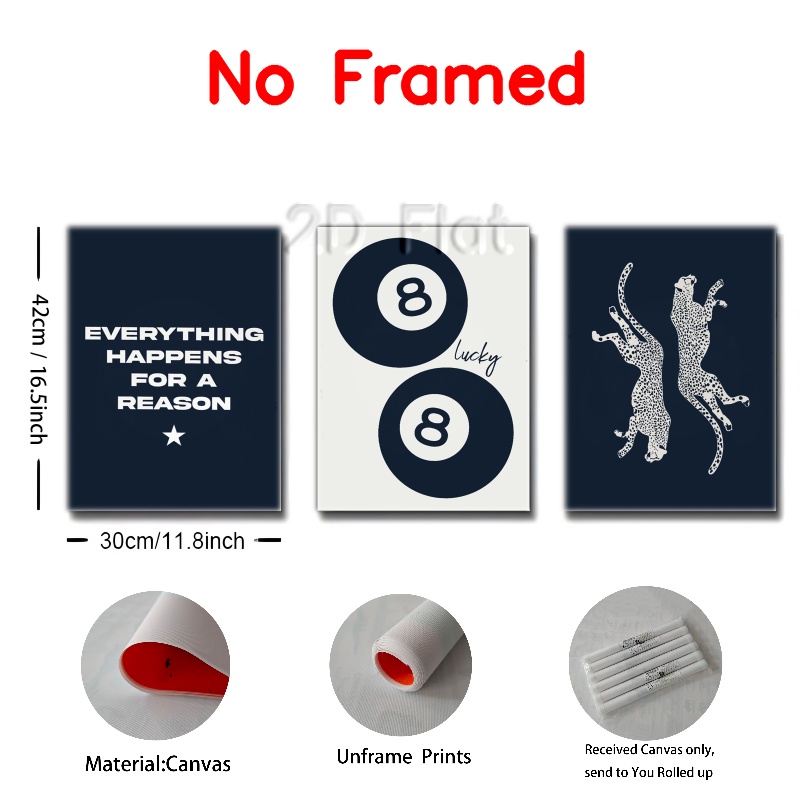 No Framed
2D Flat
42cm / 16.5inch
EVERYTHING
HAPPENS
FOR A
REASON
8
lucky
8
30cm/11.8inch
Material:Canvas
Unframe Prints
Received Canvas only,
send to You Rolled up